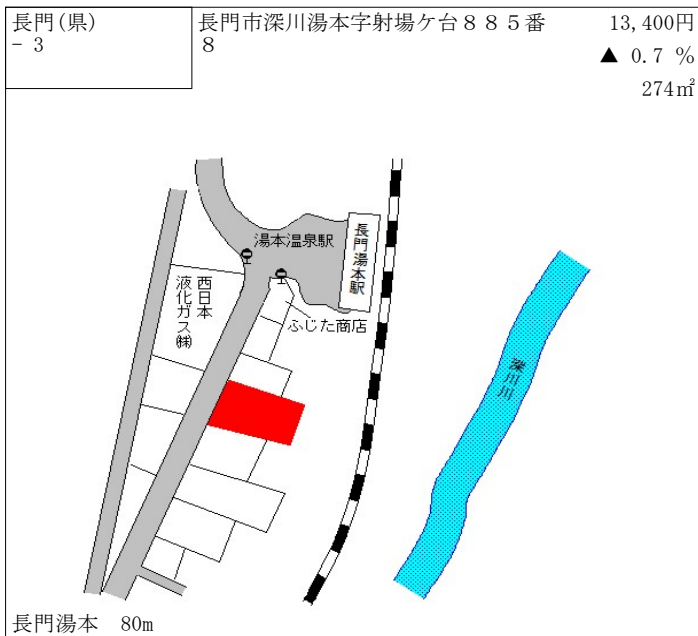 長門(県)
- 3
長門市深川湯本字射場ケ台８８５番
８
13,400円
▲ 0.7 %
274㎡
湯本温泉駅
長門湯本駅
西日本
液化ガス㈱
ふじた商店
深川川
長門湯本 80m